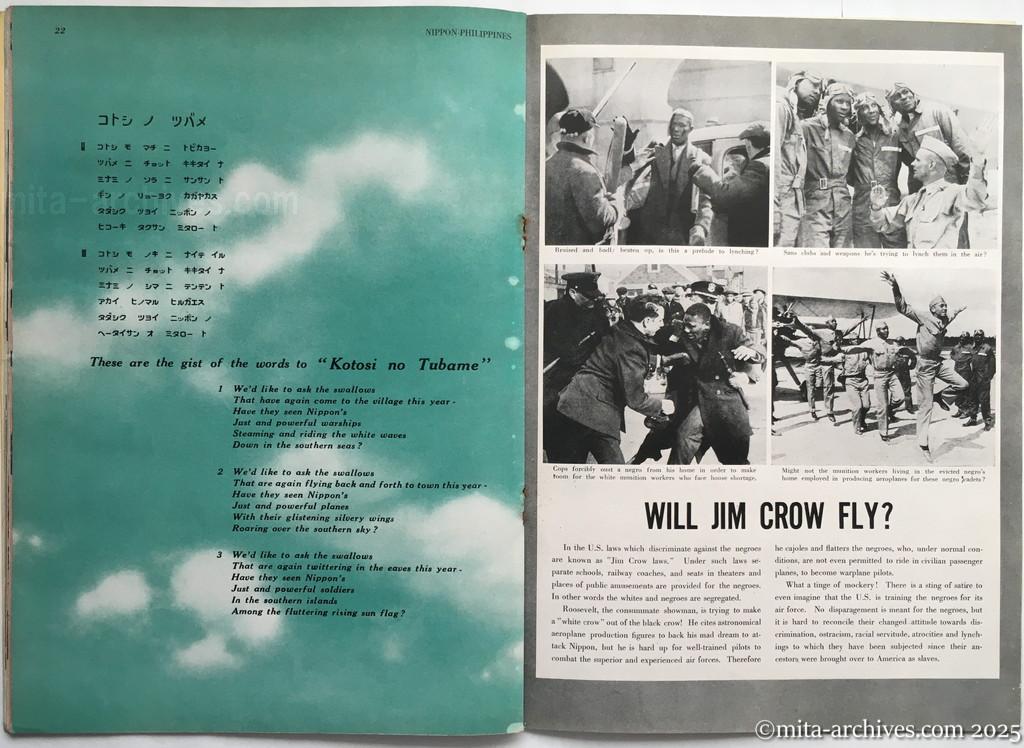 22
NIPPON-PHILIPPINES
コトシ ノ ツバメ
II コトシ モ マチ ニ トビカヨー
ツバメ ニ チョット キキタイ ナ
ミナミ ノ ソラ ニ サンサント
ギン ノ リョーヨク カガヤカス
タダシク ツヨイ ニッポン ノ
ヒコーキ タクサン ミタロー ト
コトシ モ ノキ ニ ナイテ イル
ツバメ ニ チョット キキタイ ナ
ミナミ ノ シマ ニ テンテン ト
アカイ ヒノマル ヒルガエス
タダシク ツヨイ ニッポン ノ
ヘータイサン オ ミタロー ト
These are the gist of the words to "Kotosi no Tubame"
1 We'd like to ask the swallows
That have again come to the village this year -
Have they seen Nippon's
Just and powerful warships
Steaming and riding the white waves
Down in the southern seas?
2 We'd like to ask the swallows
That are again flying back and forth to town this year -
Have they seen Nippon's
Just and powerful planes
With their glistening silvery wings
Roaring over the southern sky?
3 We'd like to ask the swallows
That are again twittering in the eaves this year -
Have they seen Nippon's
Just and powerful soldiers
In the southern islands
Among the fluttering rising sun flag?
mita-archives.com
Bruised and badly beaten up, is this a prelude to lynching?
Sans clubs and weapons he's trying to lynch them in the air?
Cops forcibly oust a negro from his home in order to make
room for the white munition workers who face house shortage.
Might not the munition workers living in the evicted negro's
home employed in producing aeroplanes for these negro cadets?
WILL JIM CROW FLY?
In the U.S. laws which discriminate against the negroes
are known as "Jim Crow laws." Under such laws se-
parate schools, railway coaches, and seats in theaters and
places of public amusements are provided for the negroes.
In other words the whites and negroes are segregated.
Roosevelt, the consummate showman, is trying to make
a "white crow" out of the black crow! He cites astronomical
aeroplane production figures to back his mad dream to at-
tack Nippon, but he is hard up for well-trained pilots to
combat the superior and experienced air forces. Therefore
he cajoles and flatters the negroes, who, under normal con-
ditions, are not even permitted to ride in civilian passenger
planes, to become warplane pilots.
What a tinge of mockery! There is a sting of satire to
even imagine that the U.S. is training the negroes for its
air force. No disparagement is meant for the negroes, but
it is hard to reconcile their changed attitude towards dis-
crimination, ostracism, racial servitude, atrocities and lynch-
ings to which they have been subjected since their an-
cestors were brought over to America as slaves.
©mita-archives.com 2025